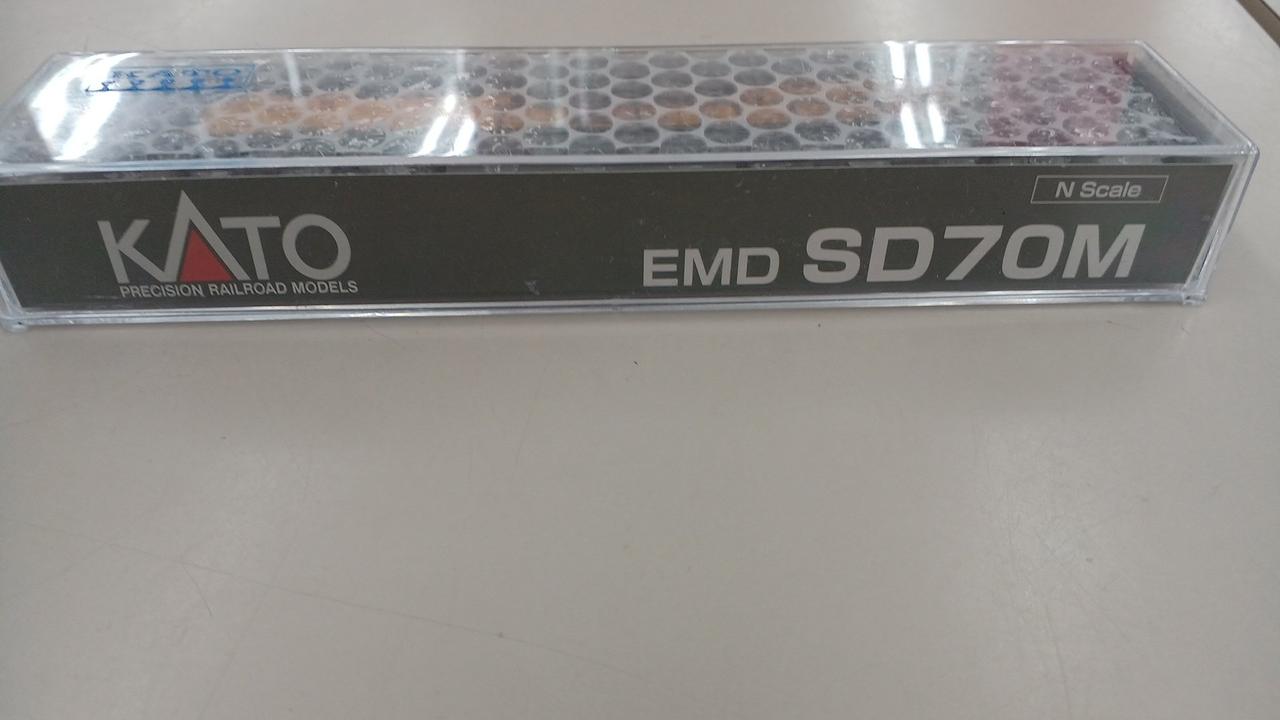 N Scale
KATO
EMD SD70M
PRECISION RAILROAD MODELS